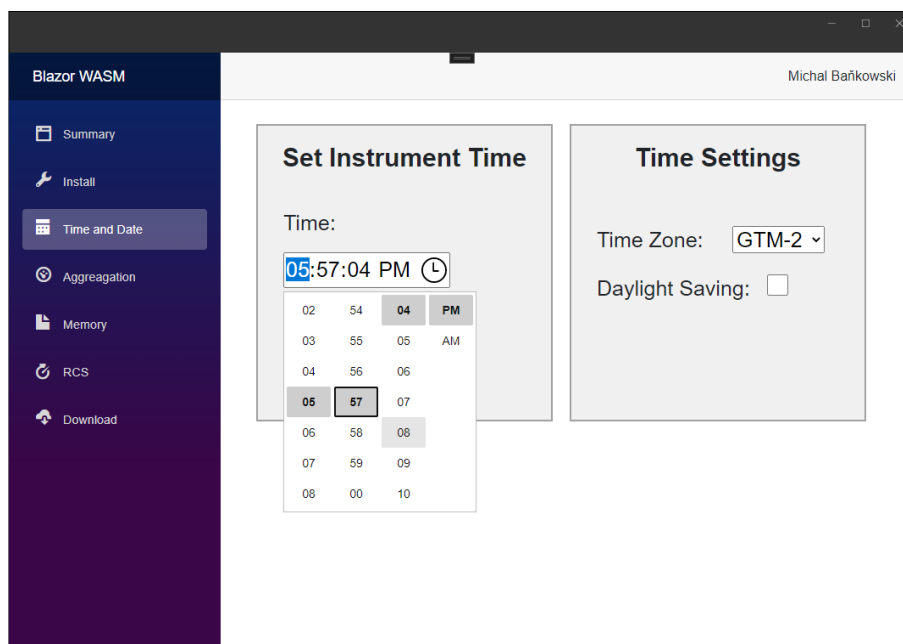 Blazor WASM
Michal Bańkowski
Summary
Install
Time and Date
Aggreagation
Memory
RCS
Download
Set Instrument Time
Time:
05:57:04 PM
02 54 04 PM
03 55 05 AM
04 56 06
05 57 07
06 58 08
07 59 09
08 00 10
Time Settings
Time Zone: GTM-2
Daylight Saving: